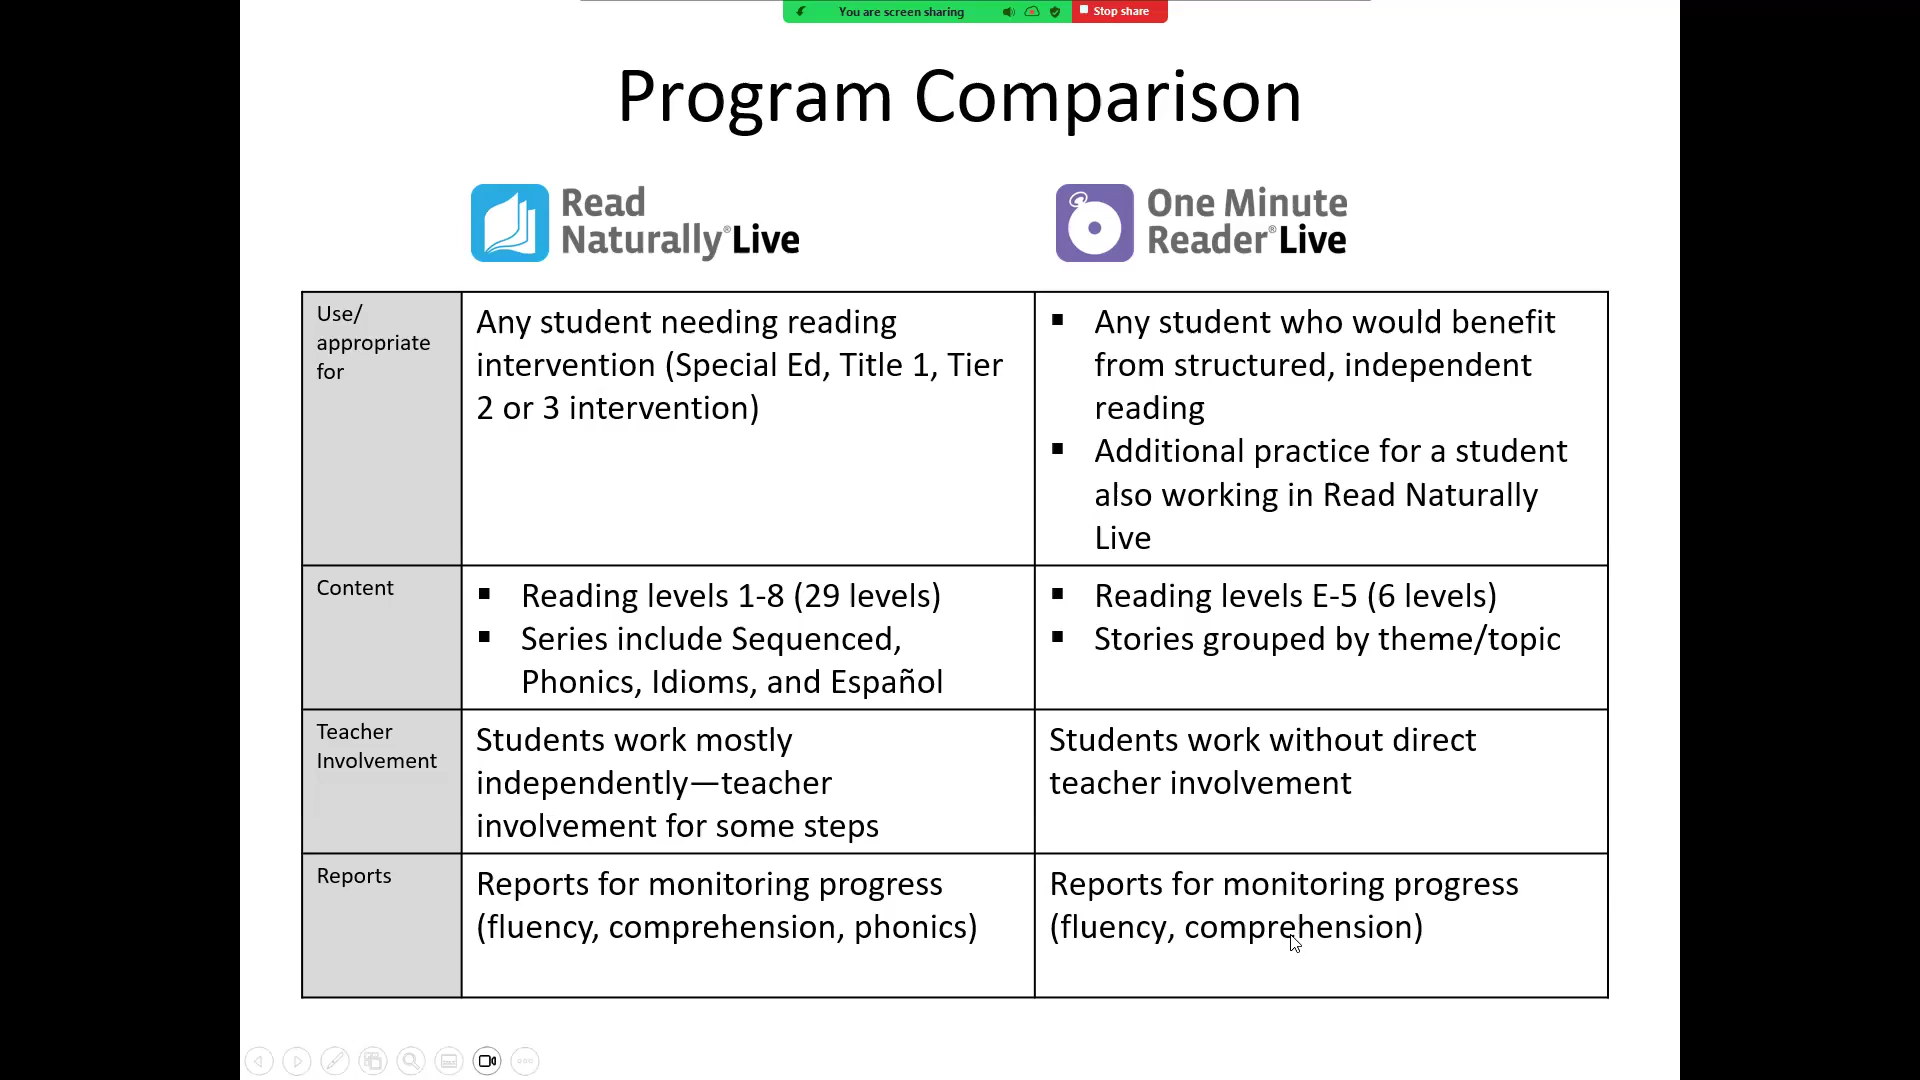 You are screen sharing
Stop share
Program Comparison
Read
Naturally® Live
One Minute
Reader® Live
Use/
appropriate
for
Any student needing reading
intervention (Special Ed, Title 1, Tier
2 or 3 intervention)
▪ Any student who would benefit
from structured, independent
reading
▪ Additional practice for a student
also working in Read Naturally
Live
Content
▪ Reading levels 1-8 (29 levels)
▪ Series include Sequenced,
Phonics, Idioms, and Español
▪ Reading levels E-5 (6 levels)
▪ Stories grouped by theme/topic
Teacher
Involvement
Students work mostly
independently—teacher
involvement for some steps
Students work without direct
teacher involvement
Reports
Reports for monitoring progress
(fluency, comprehension, phonics)
Reports for monitoring progress
(fluency, comprehension)